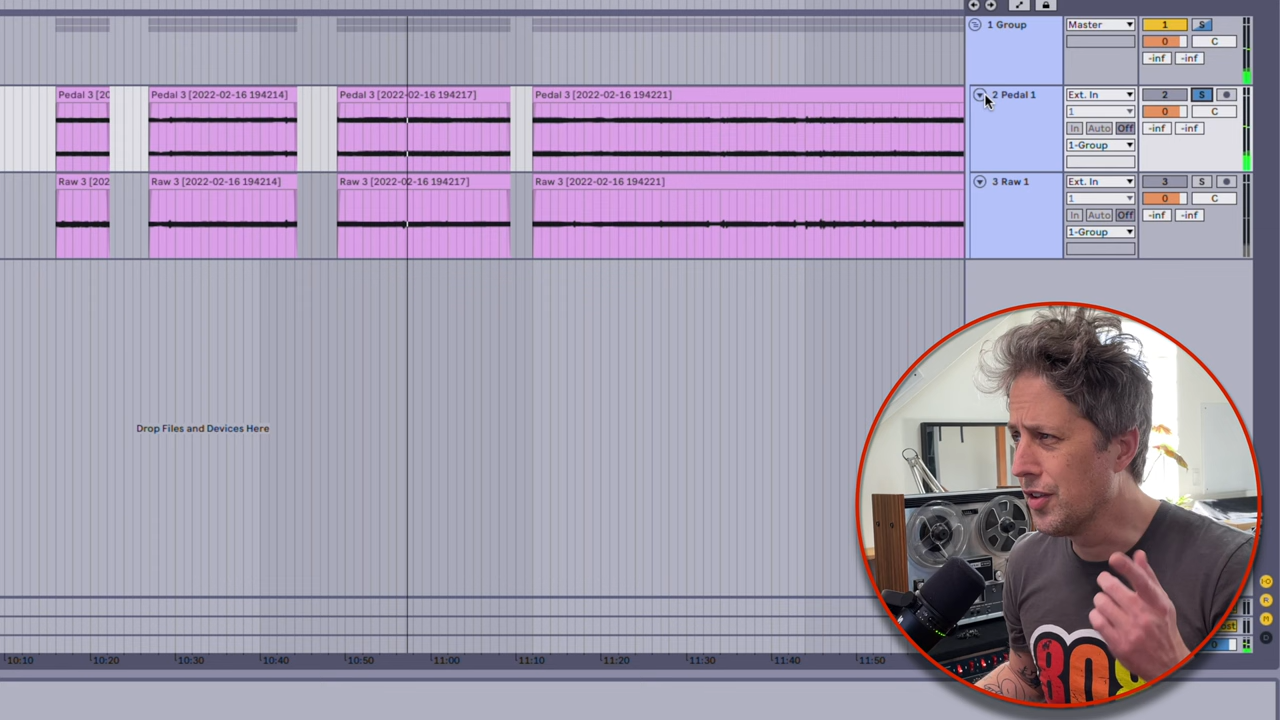 1 Group
Master
1
S
0
C
-inf
-inf
Pedal 3 [20
Pedal 3 [2022-02-16 194214]
Pedal 3 [2022-02-16 194217]
Pedal 3 [2022-02-16 194221]
2 Pedal 1
Ext. In
2
S
1
0
C
In
Auto
Off
-inf
-inf
1-Group
Raw 3 [202
Raw 3 [2022-02-16 194214]
Raw 3 [2022-02-16 194217]
Raw 3 [2022-02-16 194221]
3 Raw 1
Ext. In
3
S
1
0
C
In
Auto
Off
-inf
-inf
1-Group
Drop Files and Devices Here
10:10
10:20
10:30
10:40
10:50
11:00
11:10
11:20
11:30
11:40
11:50
I·O
R
M
D
0
808